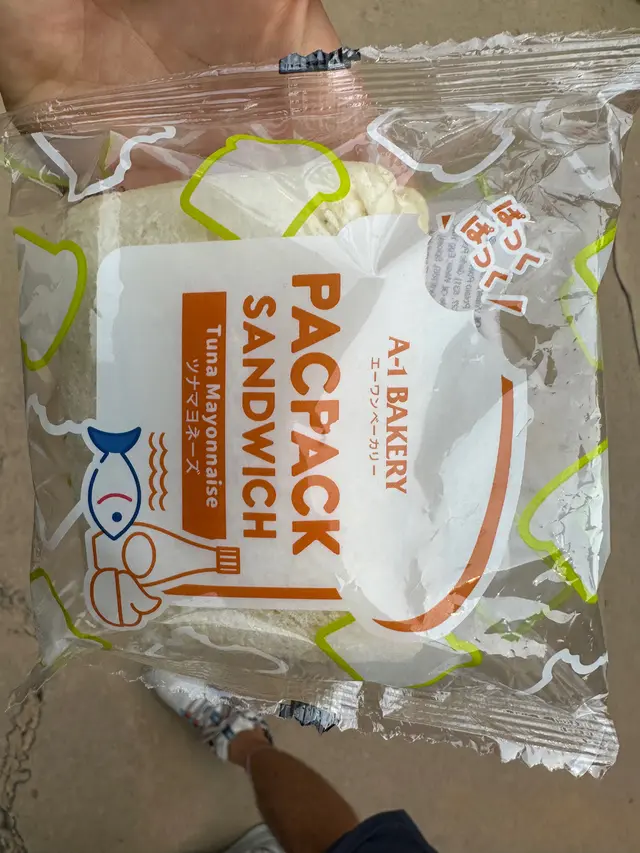 A-1 BAKERY
エーワンベーカリー
PACPACK
SANDWICH
Tuna Mayonnaise
ツナマヨネーズ
ぱっく
ぱっく